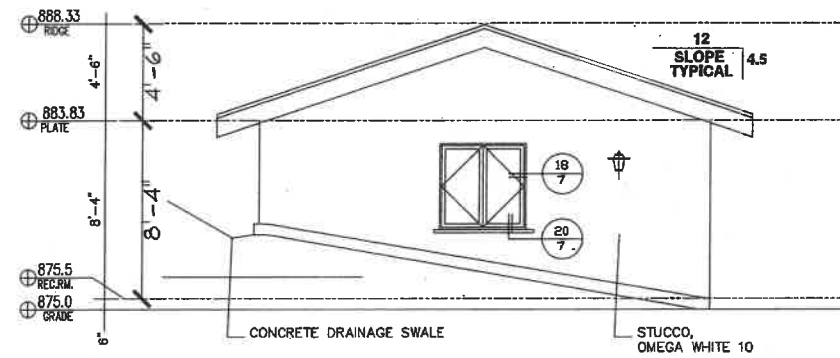 888.33
RIDGE
12
SLOPE
TYPICAL
4.5
4'-6"
4'-6"
883.83
PLATE
18
7
8'-4"
8'-4"
20
7
875.5
REC.RM.
875.0
GRADE
6"
CONCRETE DRAINAGE SWALE
STUCCO,
OMEGA WHITE 10